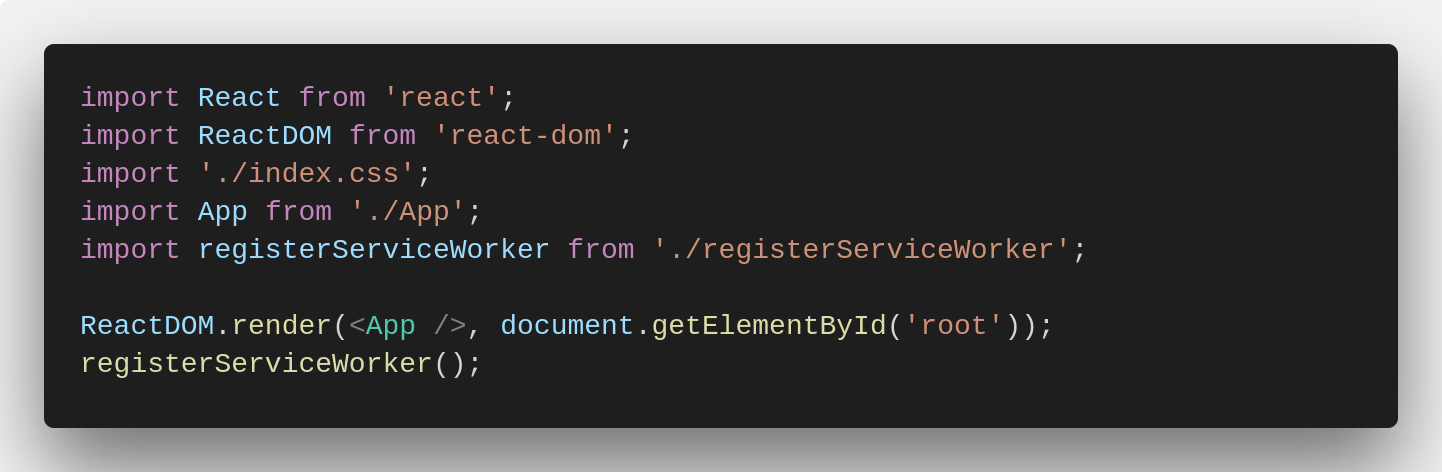 import React from 'react';
import ReactDOM from 'react-dom';
import './index.css';
import App from './App';
import registerServiceWorker from './registerServiceWorker';

ReactDOM.render(<App />, document.getElementById('root'));
registerServiceWorker();